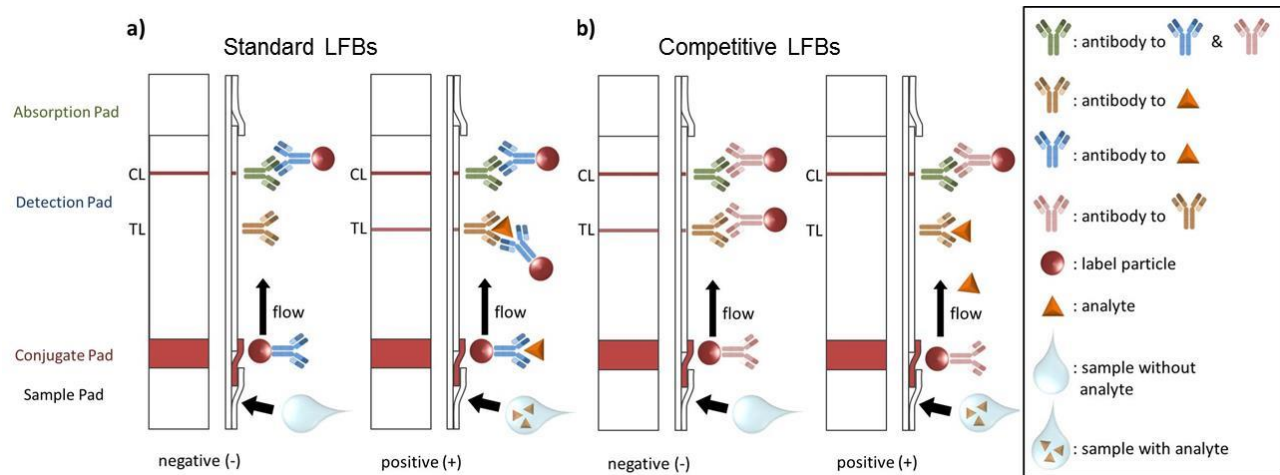 a)
Standard LFBs
b)
Competitive LFBs
Absorption Pad
Detection Pad
Conjugate Pad
Sample Pad
CL
TL
flow
negative (-)
CL
TL
flow
positive (+)
CL
TL
flow
negative (-)
CL
TL
flow
positive (+)
: antibody to &
: antibody to
: antibody to
: antibody to
: label particle
: analyte
: sample without
analyte
: sample with analyte